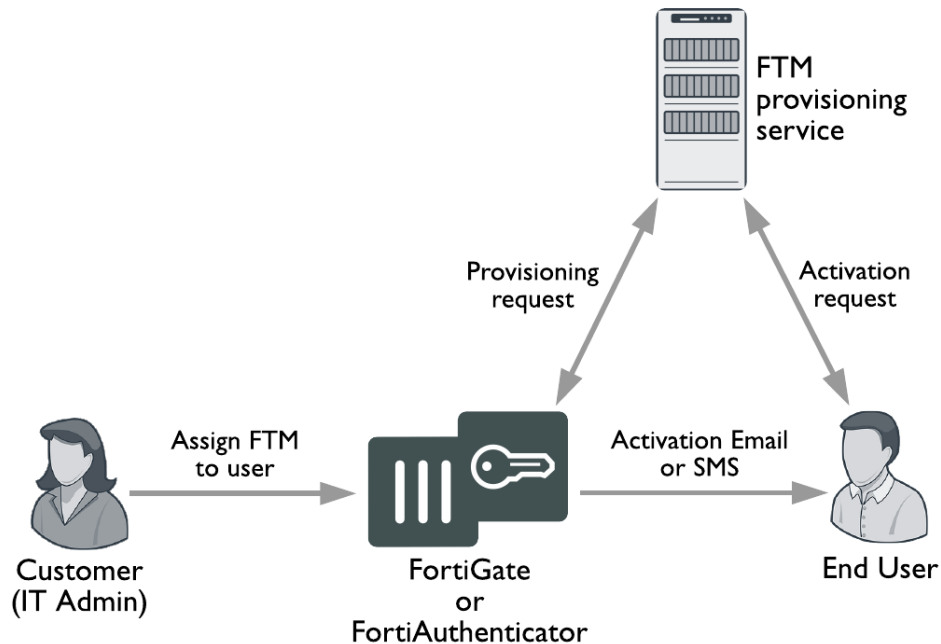 FTM
provisioning
service
Provisioning
request
Activation
request
Assign FTM
to user
Activation Email
or SMS
Customer
(IT Admin)
FortiGate
or
FortiAuthenticator
End User